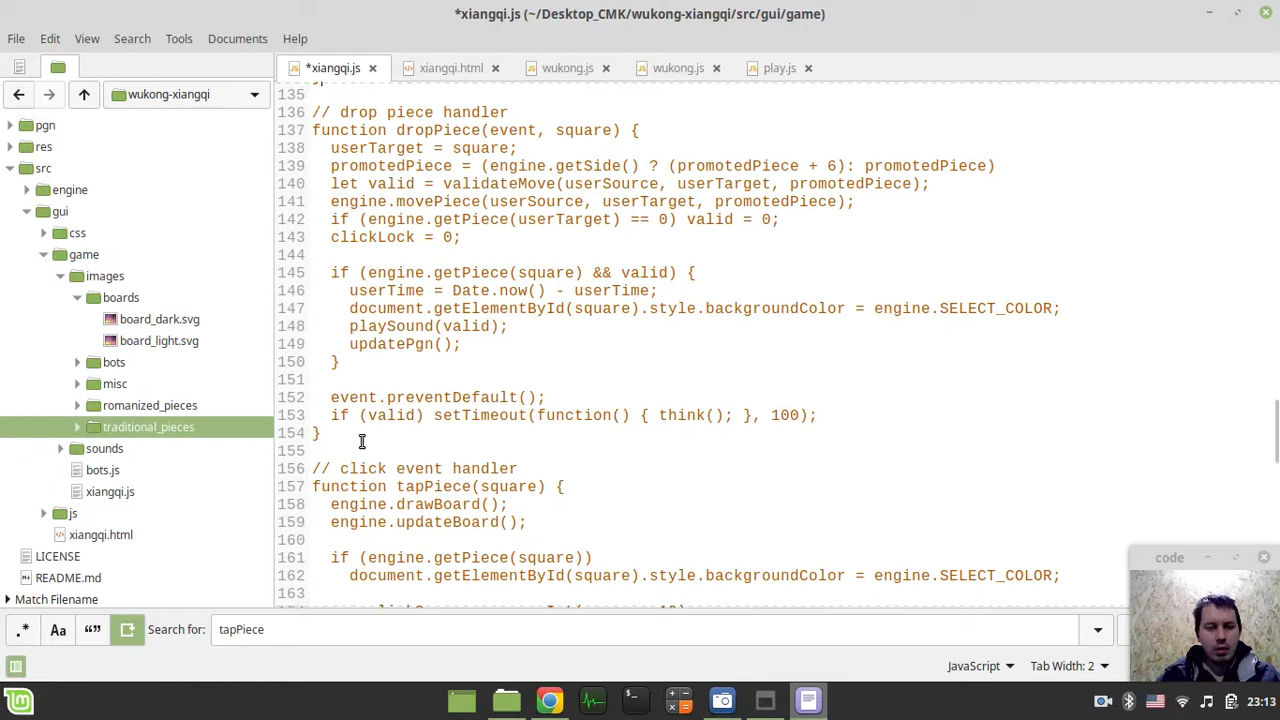 *xiangqi.js (~/Desktop_CMK/wukong-xiangqi/src/gui/game)
File Edit View Search Tools Documents Help
*xiangqi.js xiangqi.html wukong.js wukong.js play.js
wukong-xiangqi
pgn
res
src
engine
gui
css
game
images
boards
board_dark.svg
board_light.svg
bots
misc
romanized_pieces
traditional_pieces
sounds
bots.js
xiangqi.js
js
xiangqi.html
LICENSE
README.md
Match Filename
135
136 // drop piece handler
137 function dropPiece(event, square) {
138 userTarget = square;
139 promotedPiece = (engine.getSide() ? (promotedPiece + 6): promotedPiece)
140 let valid = validateMove(userSource, userTarget, promotedPiece);
141 engine.movePiece(userSource, userTarget, promotedPiece);
142 if (engine.getPiece(userTarget) == 0) valid = 0;
143 clickLock = 0;
144
145 if (engine.getPiece(square) && valid) {
146 userTime = Date.now() - userTime;
147 document.getElementById(square).style.backgroundColor = engine.SELECT_COLOR;
148 playSound(valid);
149 updatePgn();
150 }
151
152 event.preventDefault();
153 if (valid) setTimeout(function() { think(); }, 100);
154 }
155
156 // click event handler
157 function tapPiece(square) {
158 engine.drawBoard();
159 engine.updateBoard();
160
161 if (engine.getPiece(square))
162 document.getElementById(square).style.backgroundColor = engine.SELECT_COLOR;
163
code
.* Aa “” Search for: tapPiece
JavaScript Tab Width: 2
23:13